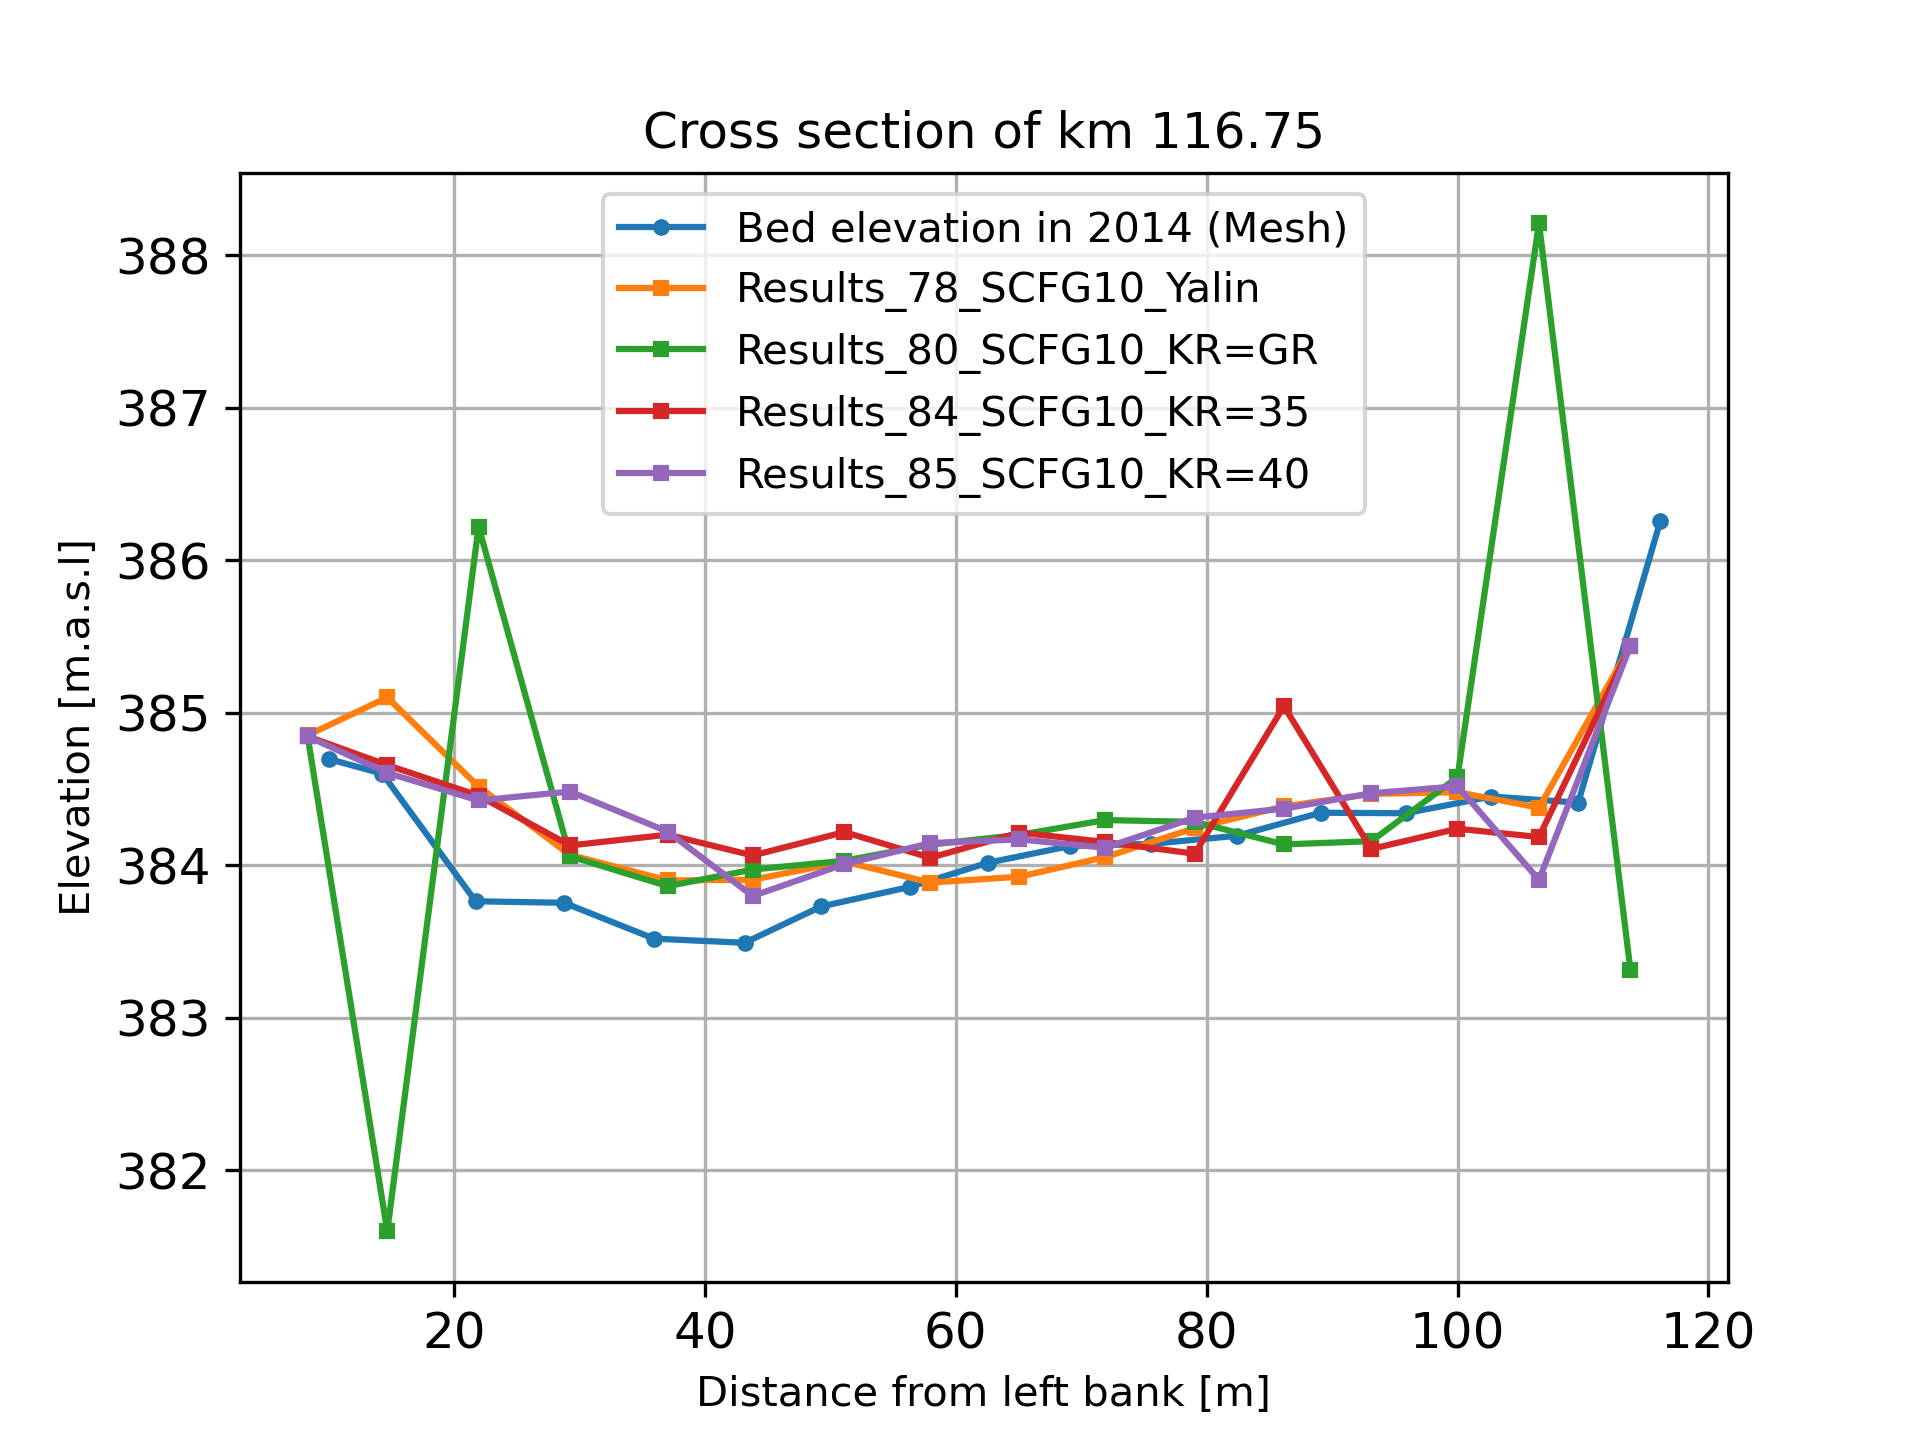 Cross section of km 116.75
Bed elevation in 2014 (Mesh)
Results_78_SCFG10_Yalin
Results_80_SCFG10_KR=GR
Results_84_SCFG10_KR=35
Results_85_SCFG10_KR=40
388
387
386
385
384
383
382
Elevation [m.a.s.l]
20 40 60 80 100 120
Distance from left bank [m]